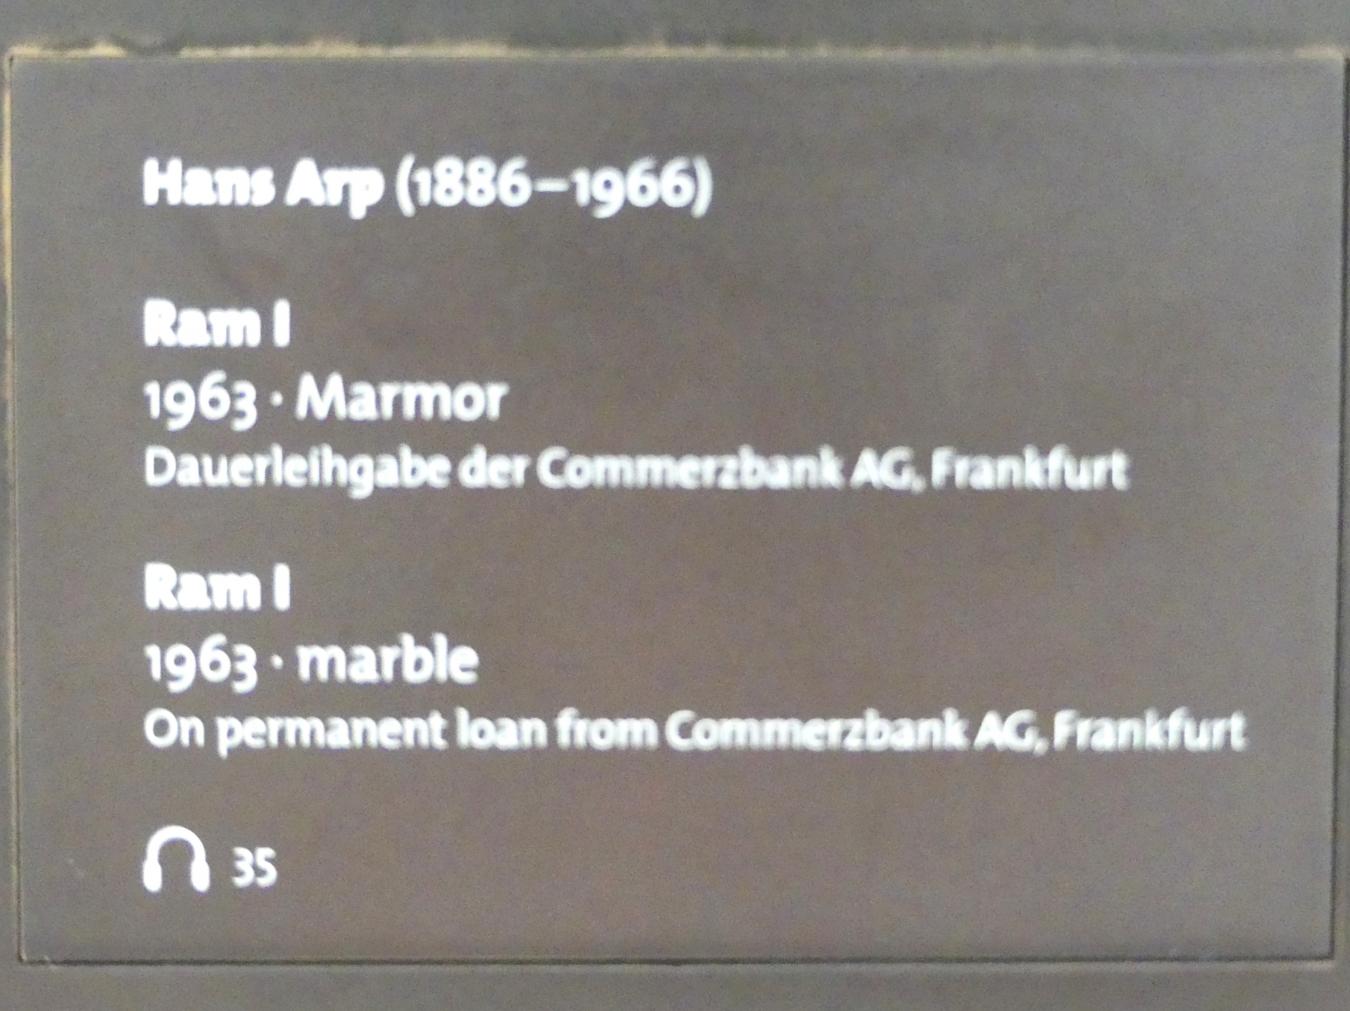 Hans Arp (1886–1966)
Ram I
1963 · Marmor
Dauerleihgabe der Commerzbank AG, Frankfurt
Ram I
1963 · marble
On permanent loan from Commerzbank AG, Frankfurt
35